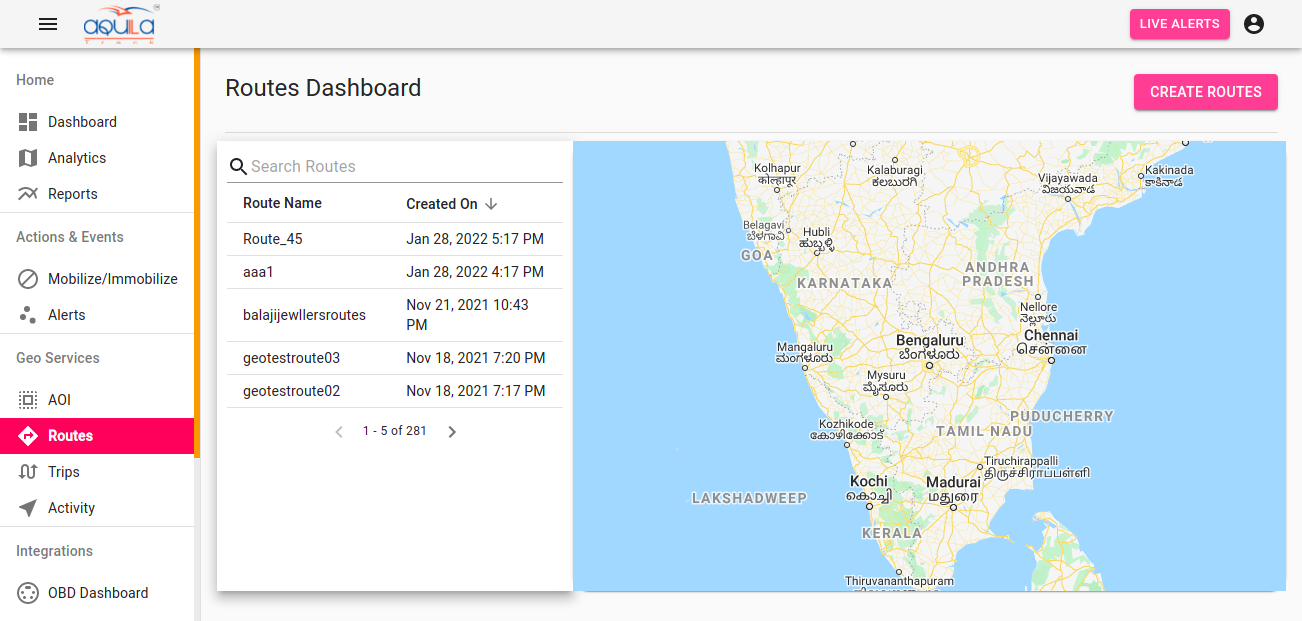 AQUILA
Track
LIVE ALERTS
Home
Dashboard
Analytics
Reports
Actions & Events
Mobilize/Immobilize
Alerts
Geo Services
AOI
Routes
Trips
Activity
Integrations
OBD Dashboard
Routes Dashboard
CREATE ROUTES
Search Routes
Route Name Created On
Route_45 Jan 28, 2022 5:17 PM
aaa1 Jan 28, 2022 4:17 PM
balajijewllersroutes Nov 21, 2021 10:43
PM
geotestroute03 Nov 18, 2021 7:20 PM
geotestroute02 Nov 18, 2021 7:17 PM
1 - 5 of 281
Kolhapur
कोल्हापूर
Kalaburagi
ಕಲಬುರಗಿ
Vijayawada
విజయవాడ
Kakinada
కాకినాడ
Belagavi
ಬೆಳಗಾವಿ
Hubli
ಹುಬ್ಬಳ್ಳಿ
GOA
KARNATAKA
ANDHRA
PRADESH
Nellore
నెల్లూరు
Chennai
சென்னை
Bengaluru
ಬೆಂಗಳೂರು
Mangaluru
ಮಂಗಳೂರು
Mysuru
ಮೈಸೂರು
PUDUCHERRY
Kozhikode
കോഴിക്കോട്
TAMIL NADU
Tiruchirappalli
திருச்சிராப்பள்ளி
Kochi
കൊച്ചി
Madurai
மதுரை
LAKSHADWEEP
KERALA
Thiruvananthapuram